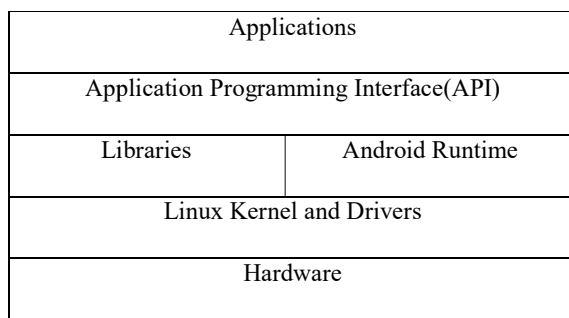 Applications
Application Programming Interface(API)
Libraries
Android Runtime
Linux Kernel and Drivers
Hardware